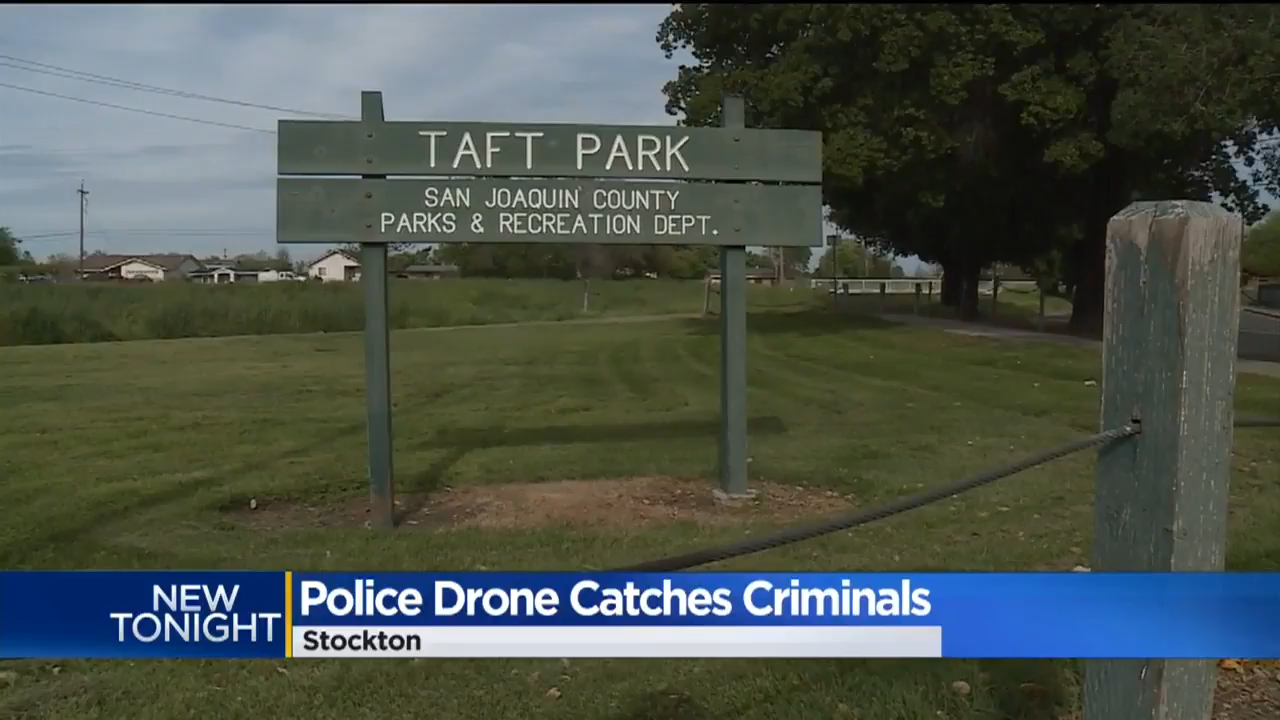 TAFT PARK
SAN JOAQUIN COUNTY
PARKS & RECREATION DEPT.
NEW
TONIGHT
Police Drone Catches Criminals
Stockton